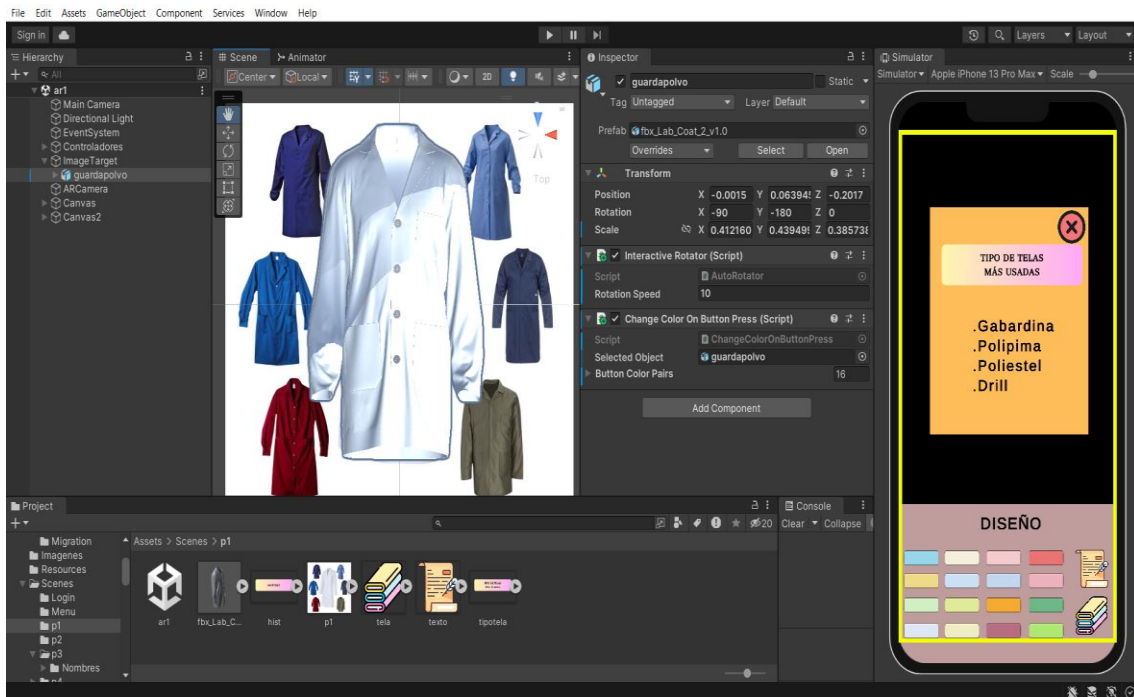 File Edit Assets GameObject Component Services Window Help
Sign in
Layers Layout
Hierarchy
All
ar1
Main Camera
Directional Light
EventSystem
Controladores
ImageTarget
guardapolvo
ARCamera
Canvas
Canvas2
Scene Animator
Center Local 2D
Top
Inspector
guardapolvo Static
Tag Untagged Layer Default
Prefab fbx_Lab_Coat_2_v1.0
Overrides Select Open
Transform
Position X -0.0015 Y 0.06394! Z -0.2017
Rotation X -90 Y -180 Z 0
Scale X 0.412160 Y 0.43949! Z 0.385738
Interactive Rotator (Script)
Script AutoRotator
Rotation Speed 10
Change Color On Button Press (Script)
Script ChangeColorOnButtonPress
Selected Object guardapolvo
Button Color Pairs 16
Add Component
Simulator
Simulator Apple iPhone 13 Pro Max Scale
TIPO DE TELAS
MÁS USADAS
.Gabardina
.Polipima
.Poliestel
.Drill
DISEÑO
Project
20
Migration
Imagenes
Resources
Scenes
Login
Menu
p1
p2
p3
Nombres
p4
Assets > Scenes > p1
ar1 fbx_Lab_C... hist p1 tela texto tipotela
Console
Clear Collapse